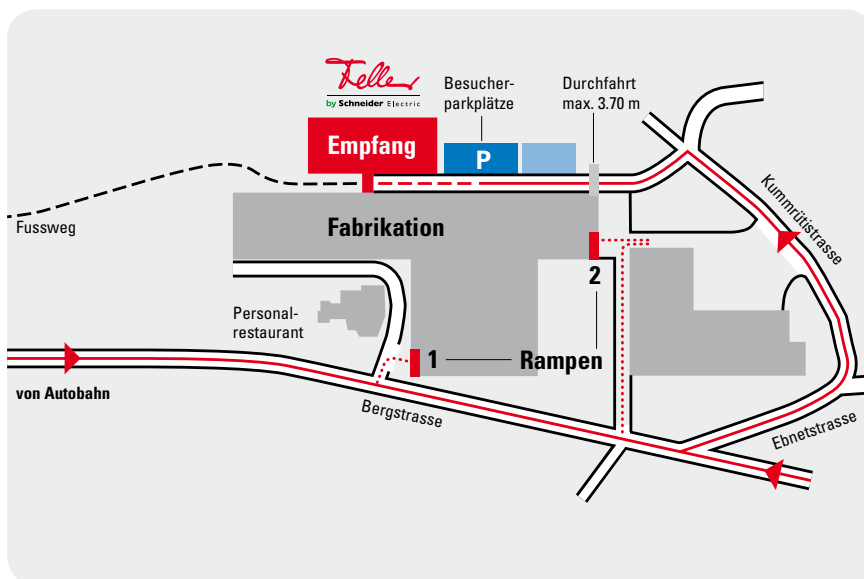 Feller
by Schneider Electric
Besucher-
parkplätze
Durchfahrt
max. 3.70 m
Empfang
P
Kummrütistrasse
Fussweg
Fabrikation
2
Personal-
restaurant
1
Rampen
von Autobahn
Bergstrasse
Ebnetstrasse